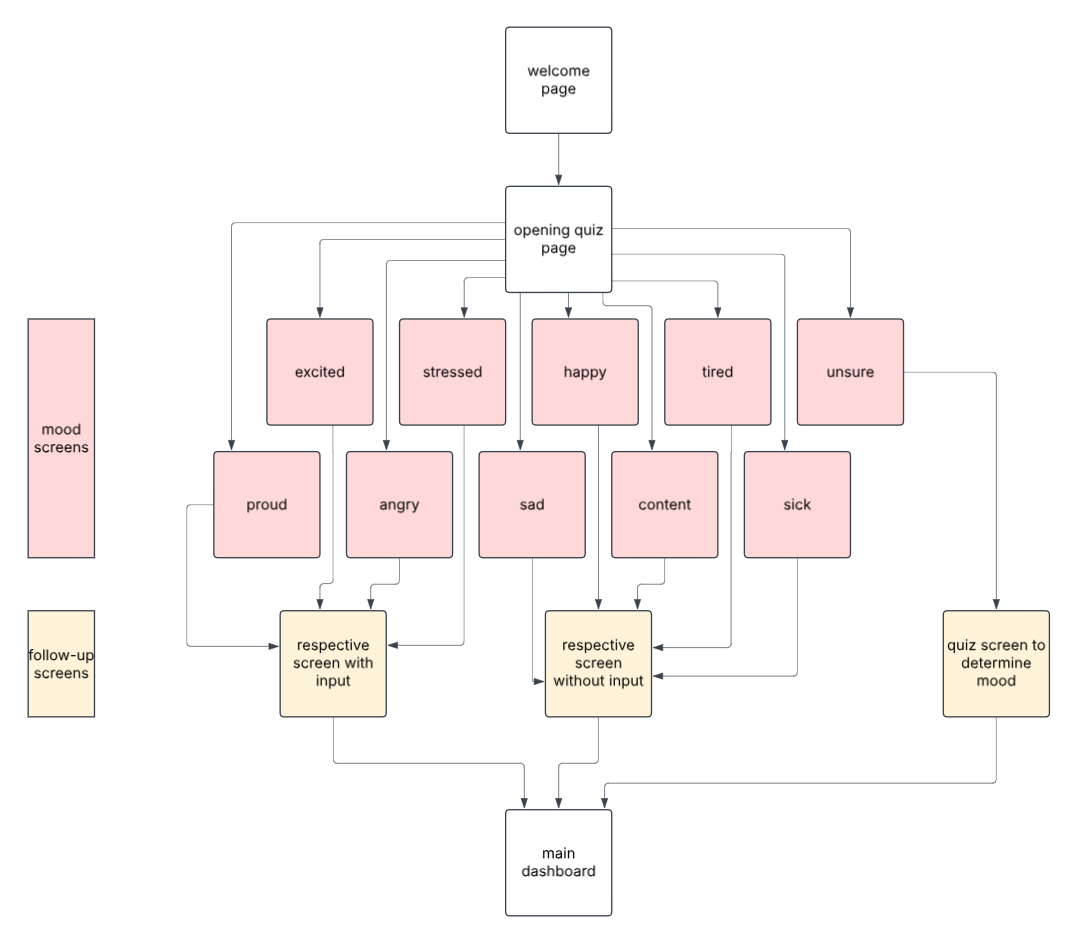 welcome
page
opening quiz
page
excited
stressed
happy
tired
unsure
mood
screens
proud
angry
sad
content
sick
follow-up
screens
respective
screen with
input
respective
screen
without input
quiz screen to
determine
mood
main
dashboard